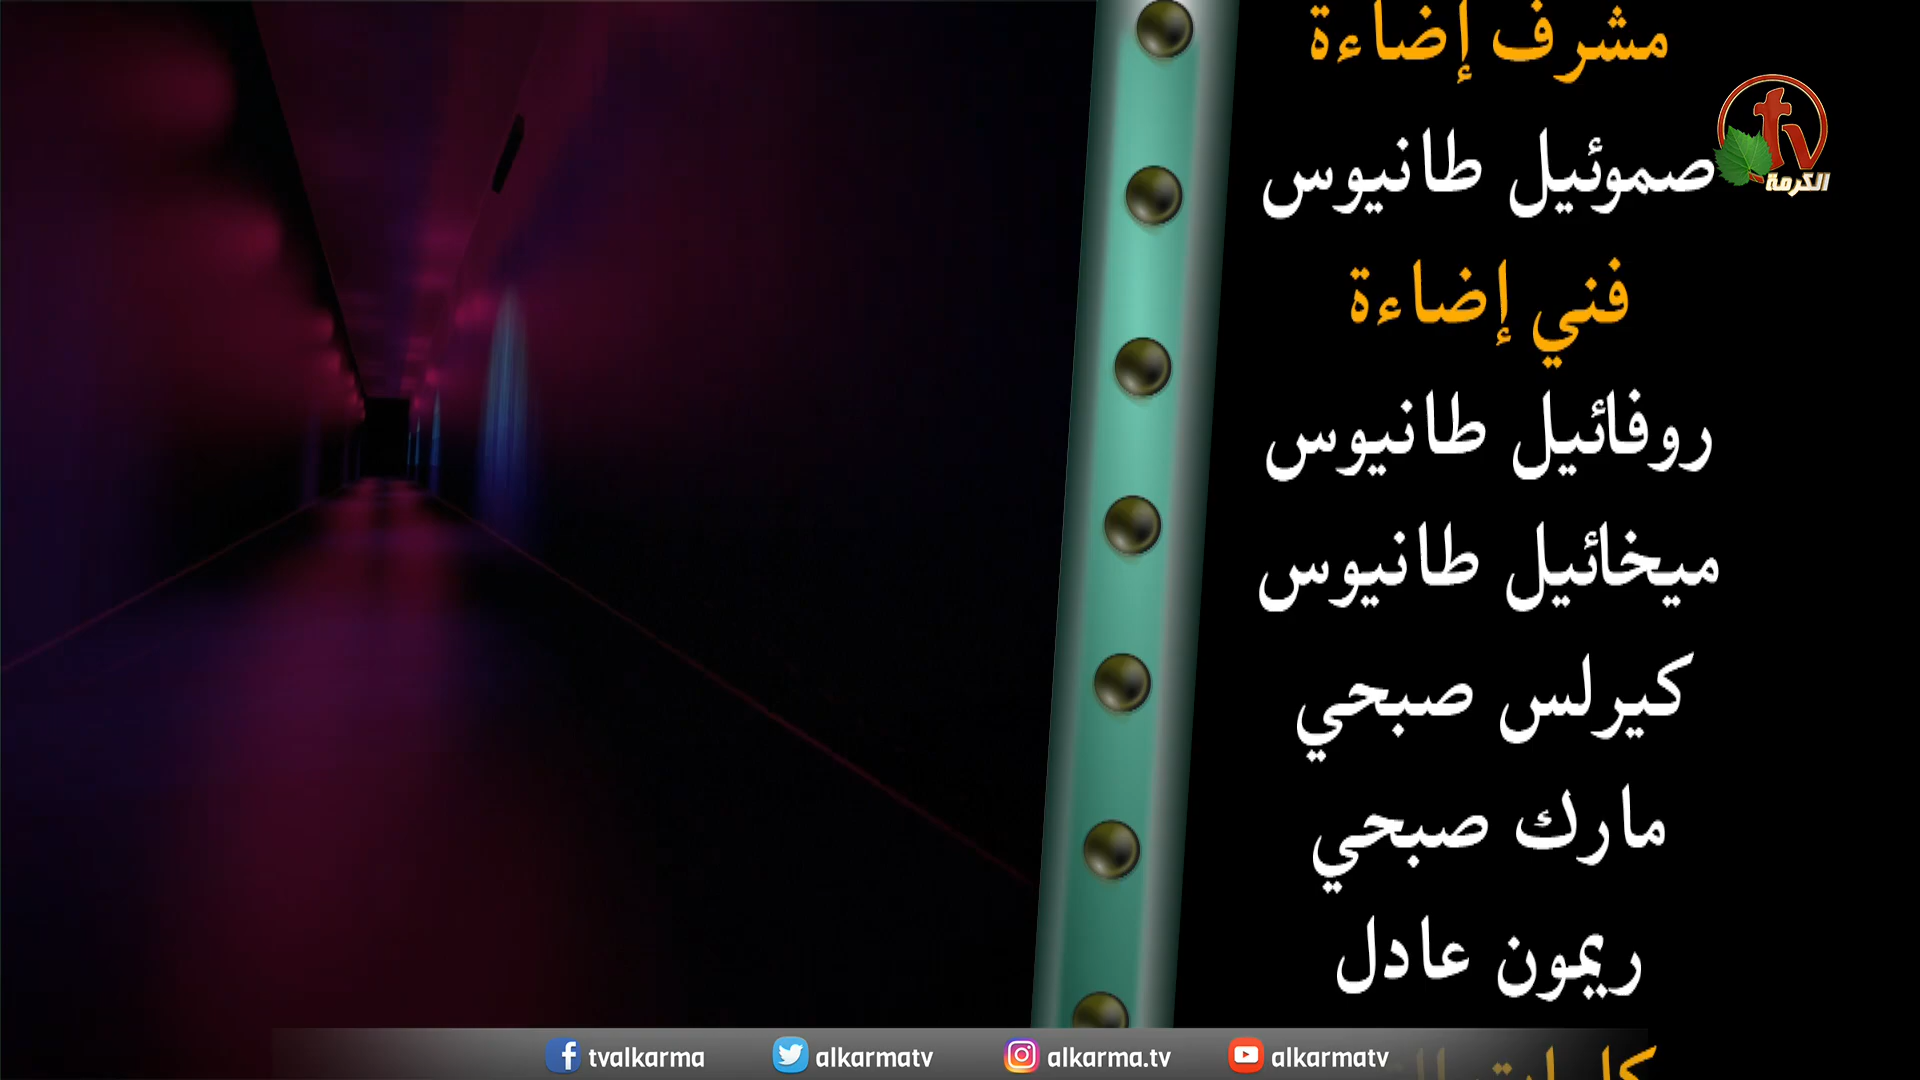 مشرف إضاءة
tv
الكرمة
صموئيل طانيوس
فني إضاءة
روفائيل طانيوس
ميخائيل طانيوس
كيرلس صبحي
مارك صبحي
ريمون عادل
tvalkarma
alkarmatv
alkarma.tv
alkarmatv